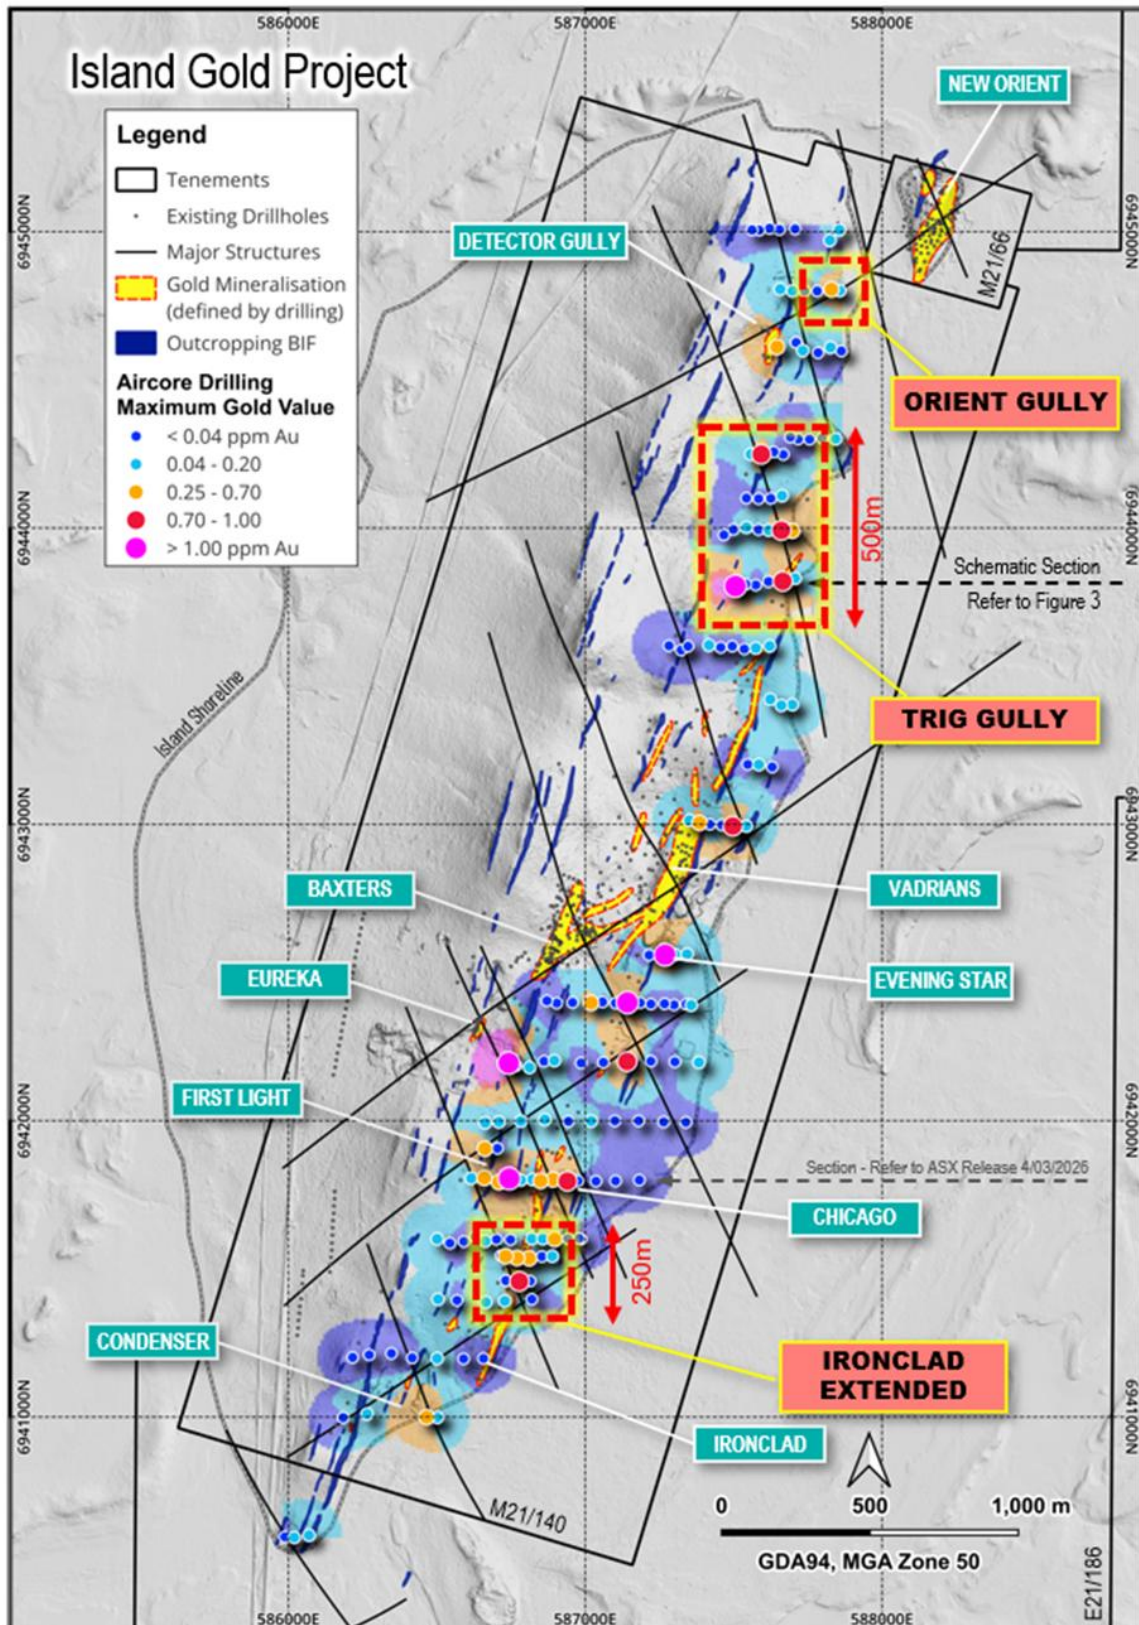 586000E
587000E
588000E
Island Gold Project
NEW ORIENT
Legend
Tenements
Existing Drillholes
Major Structures
Gold Mineralisation
(defined by drilling)
Outcropping BIF
Aircore Drilling
Maximum Gold Value
< 0.04 ppm Au
0.04 - 0.20
0.25 - 0.70
0.70 - 1.00
> 1.00 ppm Au
6945000N
6945000N
DETECTOR GULLY
M21/66
ORIENT GULLY
6944000N
6944000N
500m
Schematic Section
Refer to Figure 3
Island Shoreline
TRIG GULLY
6943000N
6943000N
BAXTERS
VADRIANS
EUREKA
EVENING STAR
FIRST LIGHT
6942000N
6942000N
Section - Refer to ASX Release 4/03/2026
CHICAGO
250m
CONDENSER
IRONCLAD
EXTENDED
6941000N
6941000N
IRONCLAD
M21/140
0 500 1,000 m
GDA94, MGA Zone 50
E21/186
586000E
587000E
588000E